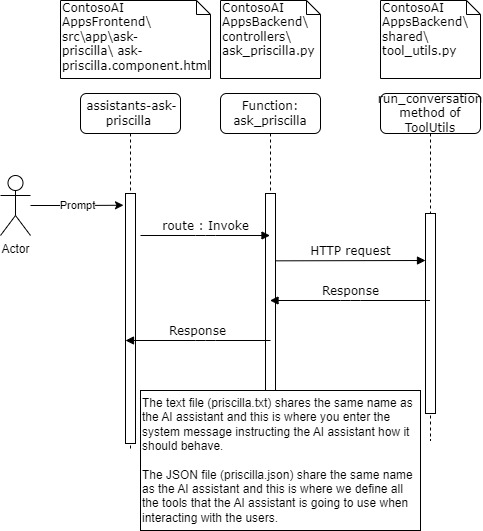 ContosoAI
AppsFrontend\
src\app\ask-
priscilla\ ask-
priscilla.component.html
ContosoAI
AppsBackend\
controllers\
ask_priscilla.py
ContosoAI
AppsBackend\
shared\
tool_utils.py
assistants-ask-
priscilla
Function:
ask_priscilla
run_conversation
method of
ToolUtils
Prompt
Actor
route : Invoke
HTTP request
Response
Response
The text file (priscilla.txt) shares the same name as
the AI assistant and this is where you enter the
system message instructing the AI assistant how it
should behave.
The JSON file (priscilla.json) share the same name
as the AI assistant and this is where we define all
the tools that the AI assistant is going to use when
interacting with the users.